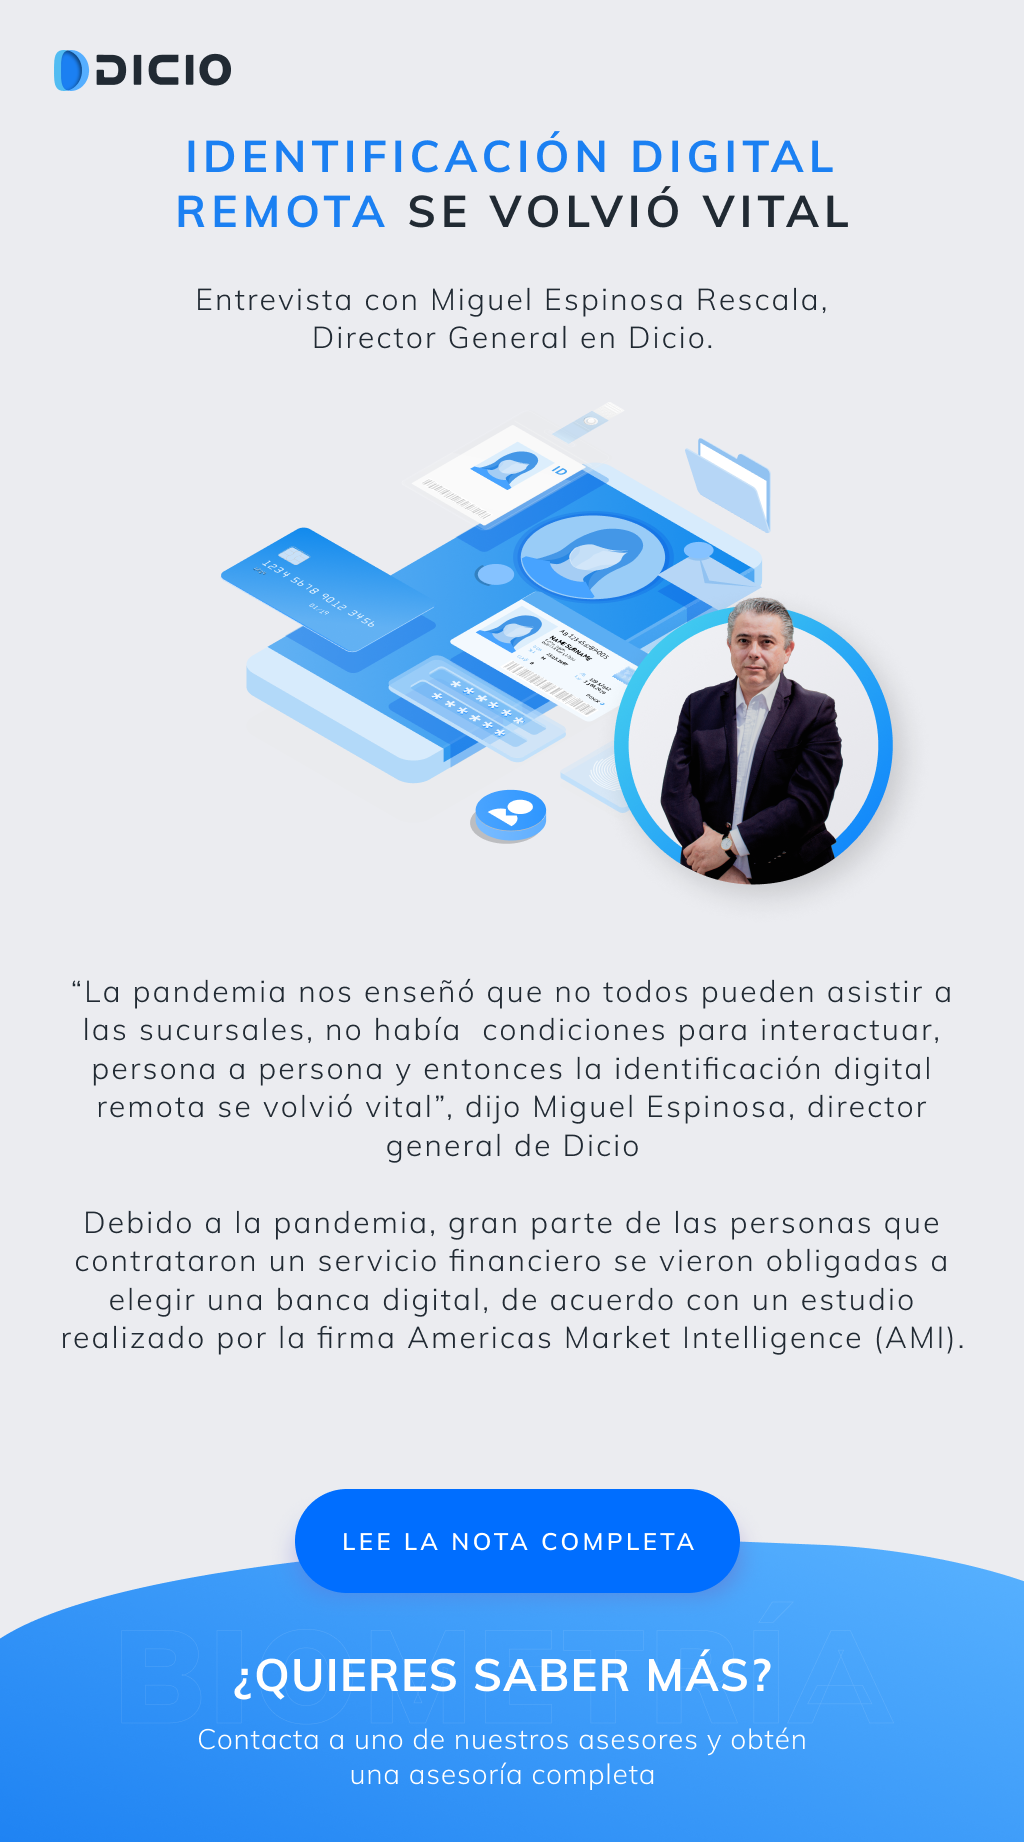 DICIO
IDENTIFICACIÓN DIGITAL
REMOTA SE VOLVIÓ VITAL
Entrevista con Miguel Espinosa Rescala,
Director General en Dicio.
ID
1234 5678 9012 3456
01/19
NAME SURNAME
“La pandemia nos enseñó que no todos pueden asistir a
las sucursales, no había condiciones para interactuar,
persona a persona y entonces la identificación digital
remota se volvió vital”, dijo Miguel Espinosa, director
general de Dicio
Debido a la pandemia, gran parte de las personas que
contrataron un servicio financiero se vieron obligadas a
elegir una banca digital, de acuerdo con un estudio
realizado por la firma Americas Market Intelligence (AMI).
LEE LA NOTA COMPLETA
BIOMETRÍA
¿QUIERES SABER MÁS?
Contacta a uno de nuestros asesores y obtén
una asesoría completa